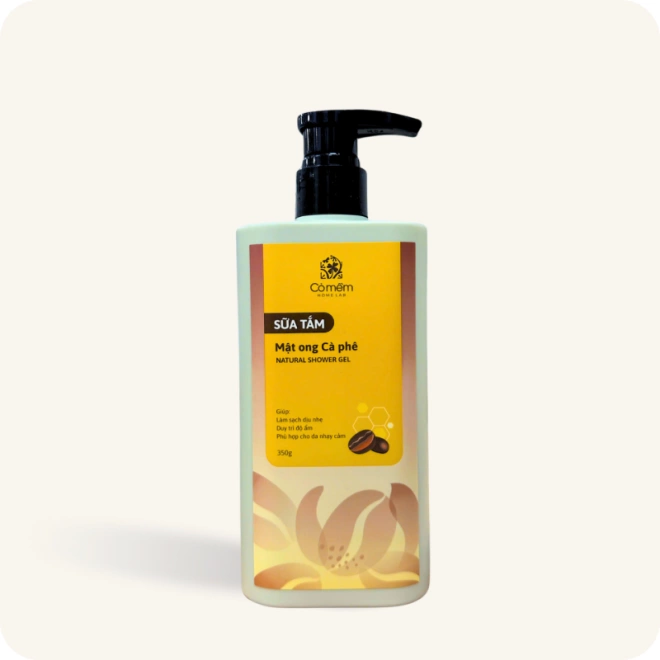 Cỏ mềm
HOME LAB
SỮA TẮM
Mật ong Cà phê
NATURAL SHOWER GEL
Giúp
Làm sạch dịu nhẹ
Duy trì độ ẩm
Phù hợp cho da nhạy cảm
350g